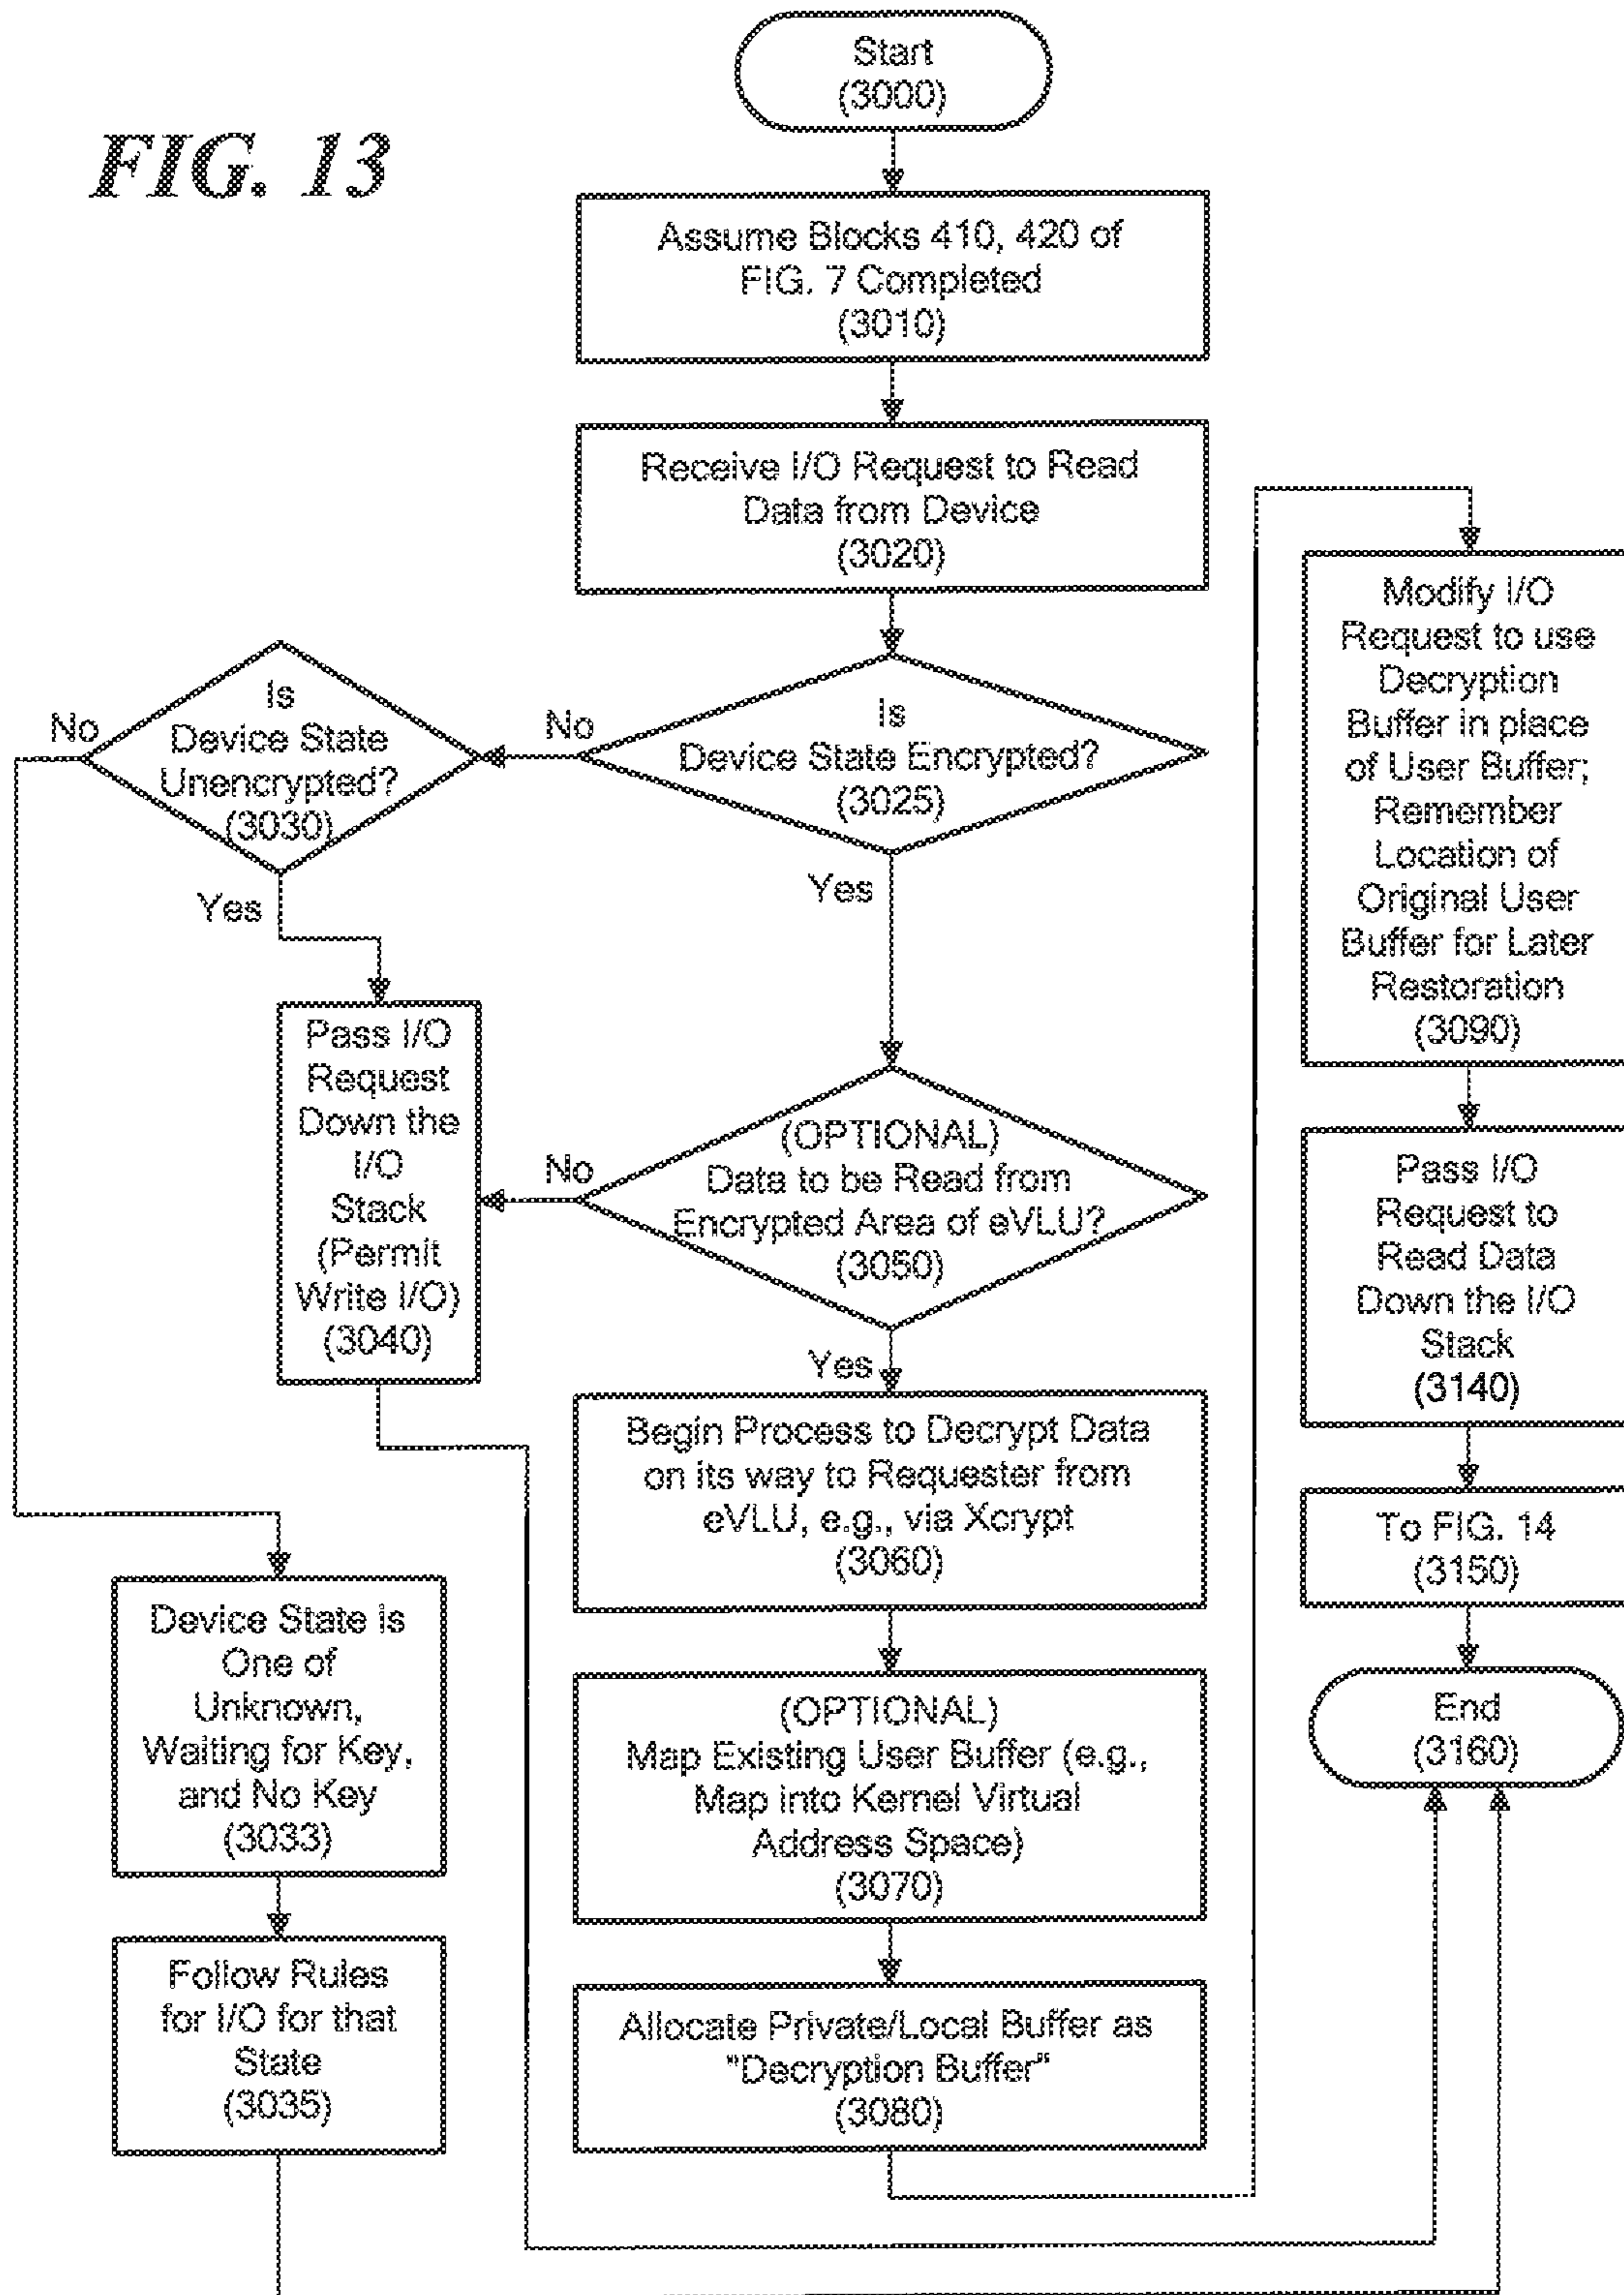 FIG. 13
Start
(3000)
Assume Blocks 410, 420 of
FIG. 7 Completed
(3010)
Receive I/O Request to Read
Data from Device
(3020)
Is
Device State Encrypted?
(3025)
No
Yes
Is
Device State
Unencrypted?
(3030)
No
Yes
Pass I/O
Request
Down the
I/O
Stack
(Permit
Write I/O)
(3040)
Device State is
One of
Unknown,
Waiting for Key,
and No Key
(3033)
Follow Rules
for I/O for that
State
(3035)
(OPTIONAL)
Data to be Read from
Encrypted Area of eVLU?
(3050)
No
Yes
Begin Process to Decrypt Data
on its way to Requester from
eVLU, e.g., via Xcrypt
(3060)
(OPTIONAL)
Map Existing User Buffer (e.g.,
Map into Kernel Virtual
Address Space)
(3070)
Allocate Private/Local Buffer as
"Decryption Buffer"
(3080)
Modify I/O
Request to use
Decryption
Buffer in place
of User Buffer;
Remember
Location of
Original User
Buffer for Later
Restoration
(3090)
Pass I/O
Request to
Read Data
Down the I/O
Stack
(3140)
To FIG. 14
(3150)
End
(3160)